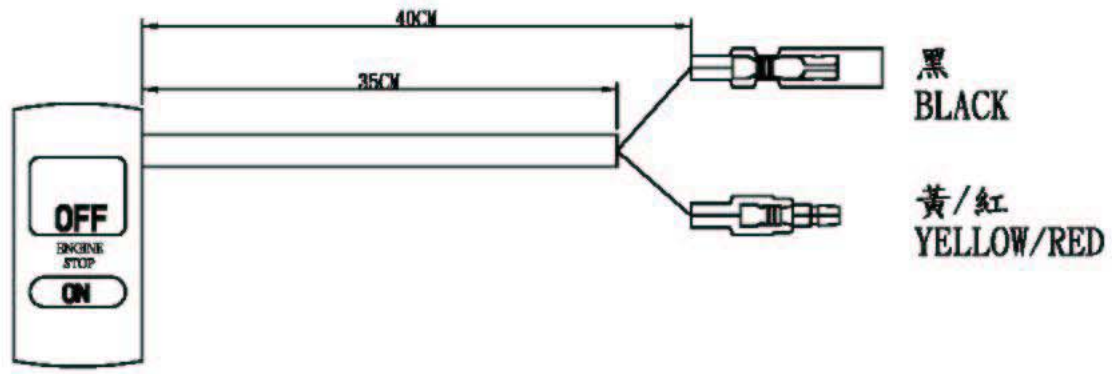 40CM
35CM
黑
BLACK
OFF
ENGINE
STOP
ON
黃/紅
YELLOW/RED